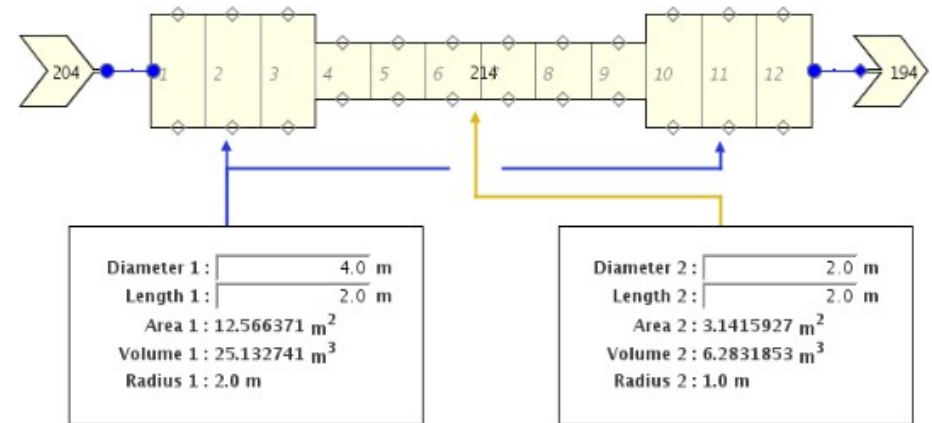 204 1 2 3 4 5 6 214 8 9 10 11 12 194
Diameter 1 : 4.0 m
Length 1 : 2.0 m
Area 1 : 12.566371 m²
Volume 1 : 25.132741 m³
Radius 1 : 2.0 m
Diameter 2 : 2.0 m
Length 2 : 2.0 m
Area 2 : 3.1415927 m²
Volume 2 : 6.2831853 m³
Radius 2 : 1.0 m